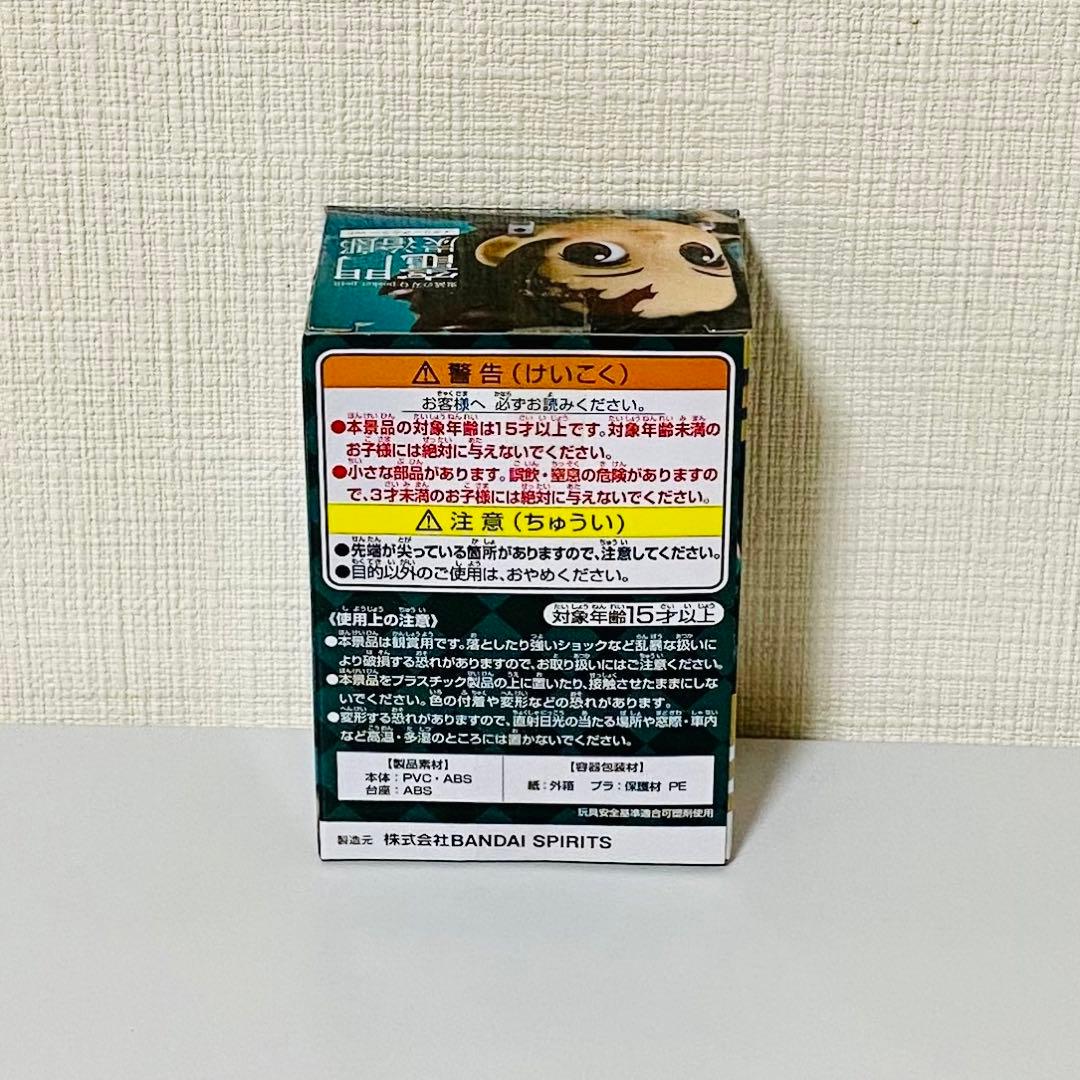 竈門
炭治郎
鬼滅の刃 Q posket petit
⚠ 警告(けいこく)
お客様へ 必ずお読みください。
●本景品の対象年齢は15才以上です。対象年齢未満の
お子様には絶対に与えないでください。
●小さな部品があります。誤飲・窒息の危険がありますの
で、3才未満のお子様には絶対に与えないでください。
⚠ 注意(ちゅうい)
●先端が尖っている箇所がありますので、注意してください。
●目的以外のご使用は、おやめください。
《使用上の注意》
対象年齢15才以上
●本景品は観賞用です。落としたり強いショックなど乱暴な扱いに
より破損する恐れがありますので、お取り扱いにはご注意ください。
●本景品をプラスチック製品の上に置いたり、接触させたままにしな
いでください。色の付着や変形などの恐れがあります。
●変形する恐れがありますので、直射日光の当たる場所や窓際・車内
など高温・多湿のところには置かないでください。
【製品素材】
本体:PVC・ABS
台座:ABS
【容器包装材】
紙:外箱 プラ:保護材 PE
玩具安全基準適合可塑剤使用
製造元 株式会社BANDAI SPIRITS